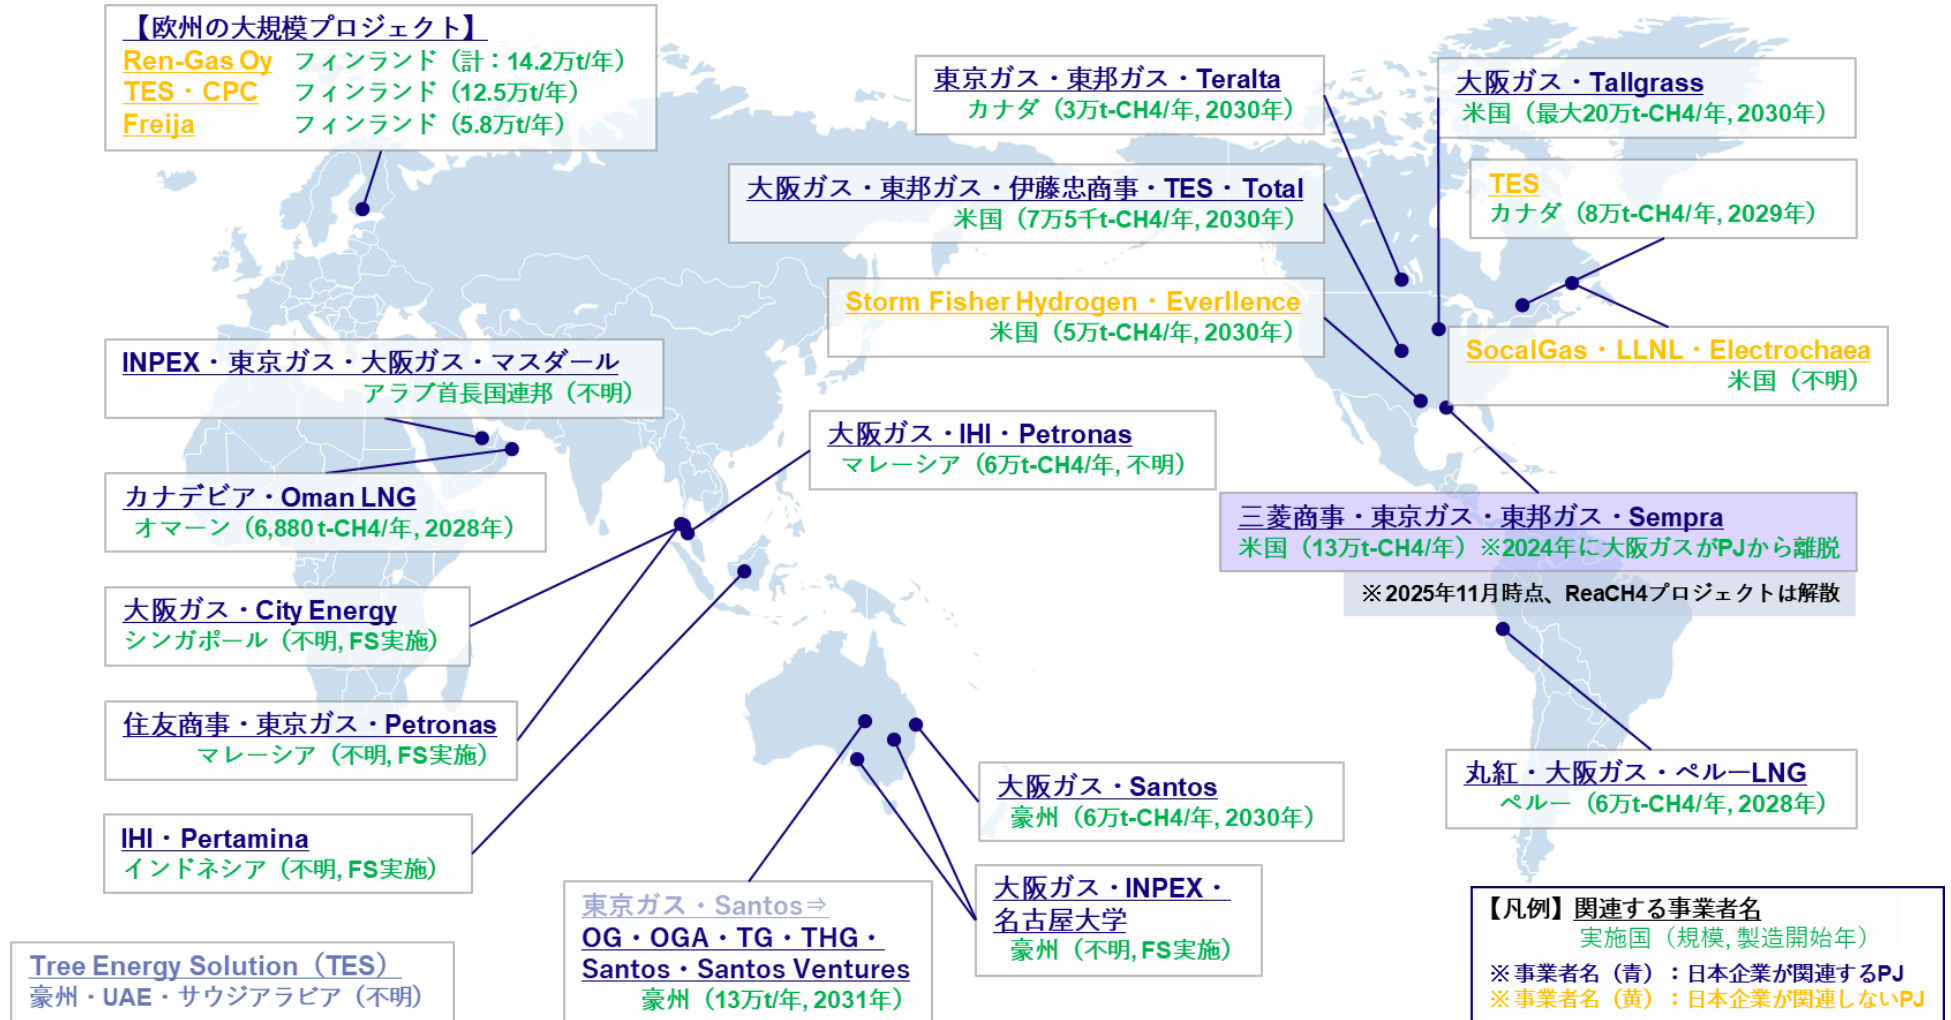 【欧州の大規模プロジェクト】
Ren-Gas Oy フィンランド（計：14.2万t/年）
TES・CPC フィンランド（12.5万t/年）
Freija フィンランド（5.8万t/年）
東京ガス・東邦ガス・Teralta
カナダ（3万t-CH4/年, 2030年）
大阪ガス・Tallgrass
米国（最大20万t-CH4/年, 2030年）
大阪ガス・東邦ガス・伊藤忠商事・TES・Total
米国（7万5千t-CH4/年, 2030年）
TES
カナダ（8万t-CH4/年, 2029年）
Storm Fisher Hydrogen・Everllence
米国（5万t-CH4/年, 2030年）
SocalGas・LLNL・Electrochaea
米国（不明）
INPEX・東京ガス・大阪ガス・マスダール
アラブ首長国連邦（不明）
大阪ガス・IHI・Petronas
マレーシア（6万t-CH4/年, 不明）
カナデビア・Oman LNG
オマーン（6,880 t-CH4/年, 2028年）
三菱商事・東京ガス・東邦ガス・Sempra
米国（13万t-CH4/年）※2024年に大阪ガスがPJから離脱
※2025年11月時点、ReaCH4プロジェクトは解散
大阪ガス・City Energy
シンガポール（不明, FS実施）
住友商事・東京ガス・Petronas
マレーシア（不明, FS実施）
大阪ガス・Santos
豪州（6万t-CH4/年, 2030年）
丸紅・大阪ガス・ペルーLNG
ペルー（6万t-CH4/年, 2028年）
IHI・Pertamina
インドネシア（不明, FS実施）
東京ガス・Santos⇒
OG・OGA・TG・THG・
Santos・Santos Ventures
豪州（13万t/年, 2031年）
大阪ガス・INPEX・
名古屋大学
豪州（不明, FS実施）
Tree Energy Solution（TES）
豪州・UAE・サウジアラビア（不明）
【凡例】関連する事業者名
実施国（規模, 製造開始年）
※事業者名（青）：日本企業が関連するPJ
※事業者名（黄）：日本企業が関連しないPJ